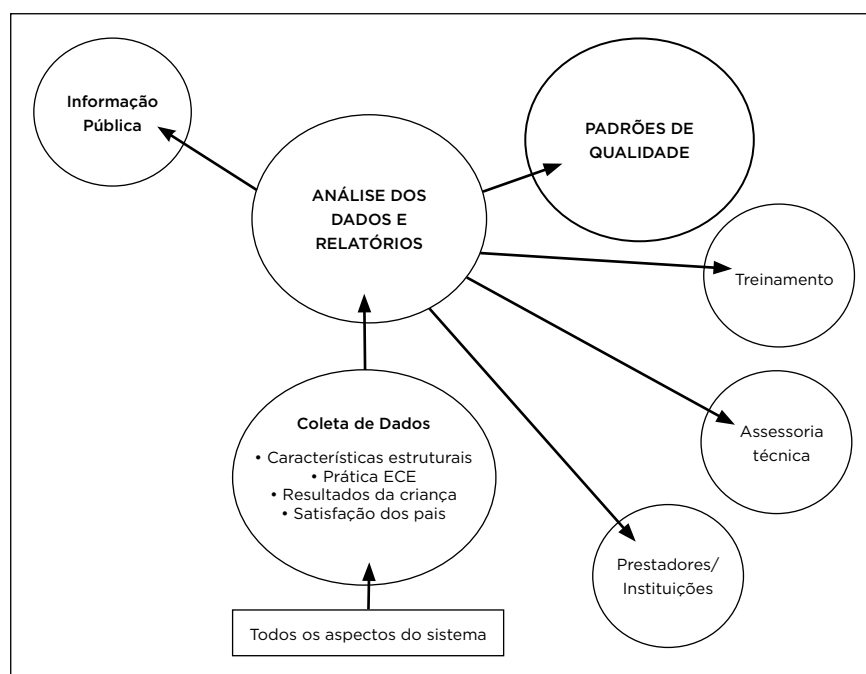 Informação
Pública
PADRÕES DE
QUALIDADE
ANÁLISE DOS
DADOS E
RELATÓRIOS
Treinamento
Coleta de Dados
• Características estruturais
• Prática ECE
• Resultados da criança
• Satisfação dos pais
Assessoria
técnica
Prestadores/
Instituições
Todos os aspectos do sistema